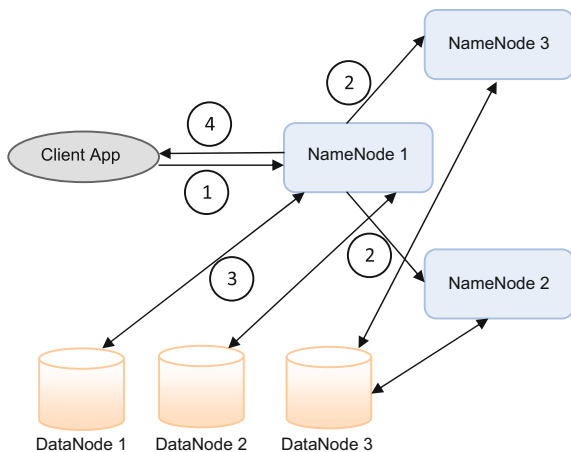 NameNode 3
2
4
Client App
NameNode 1
1
2
3
NameNode 2
DataNode 1
DataNode 2
DataNode 3